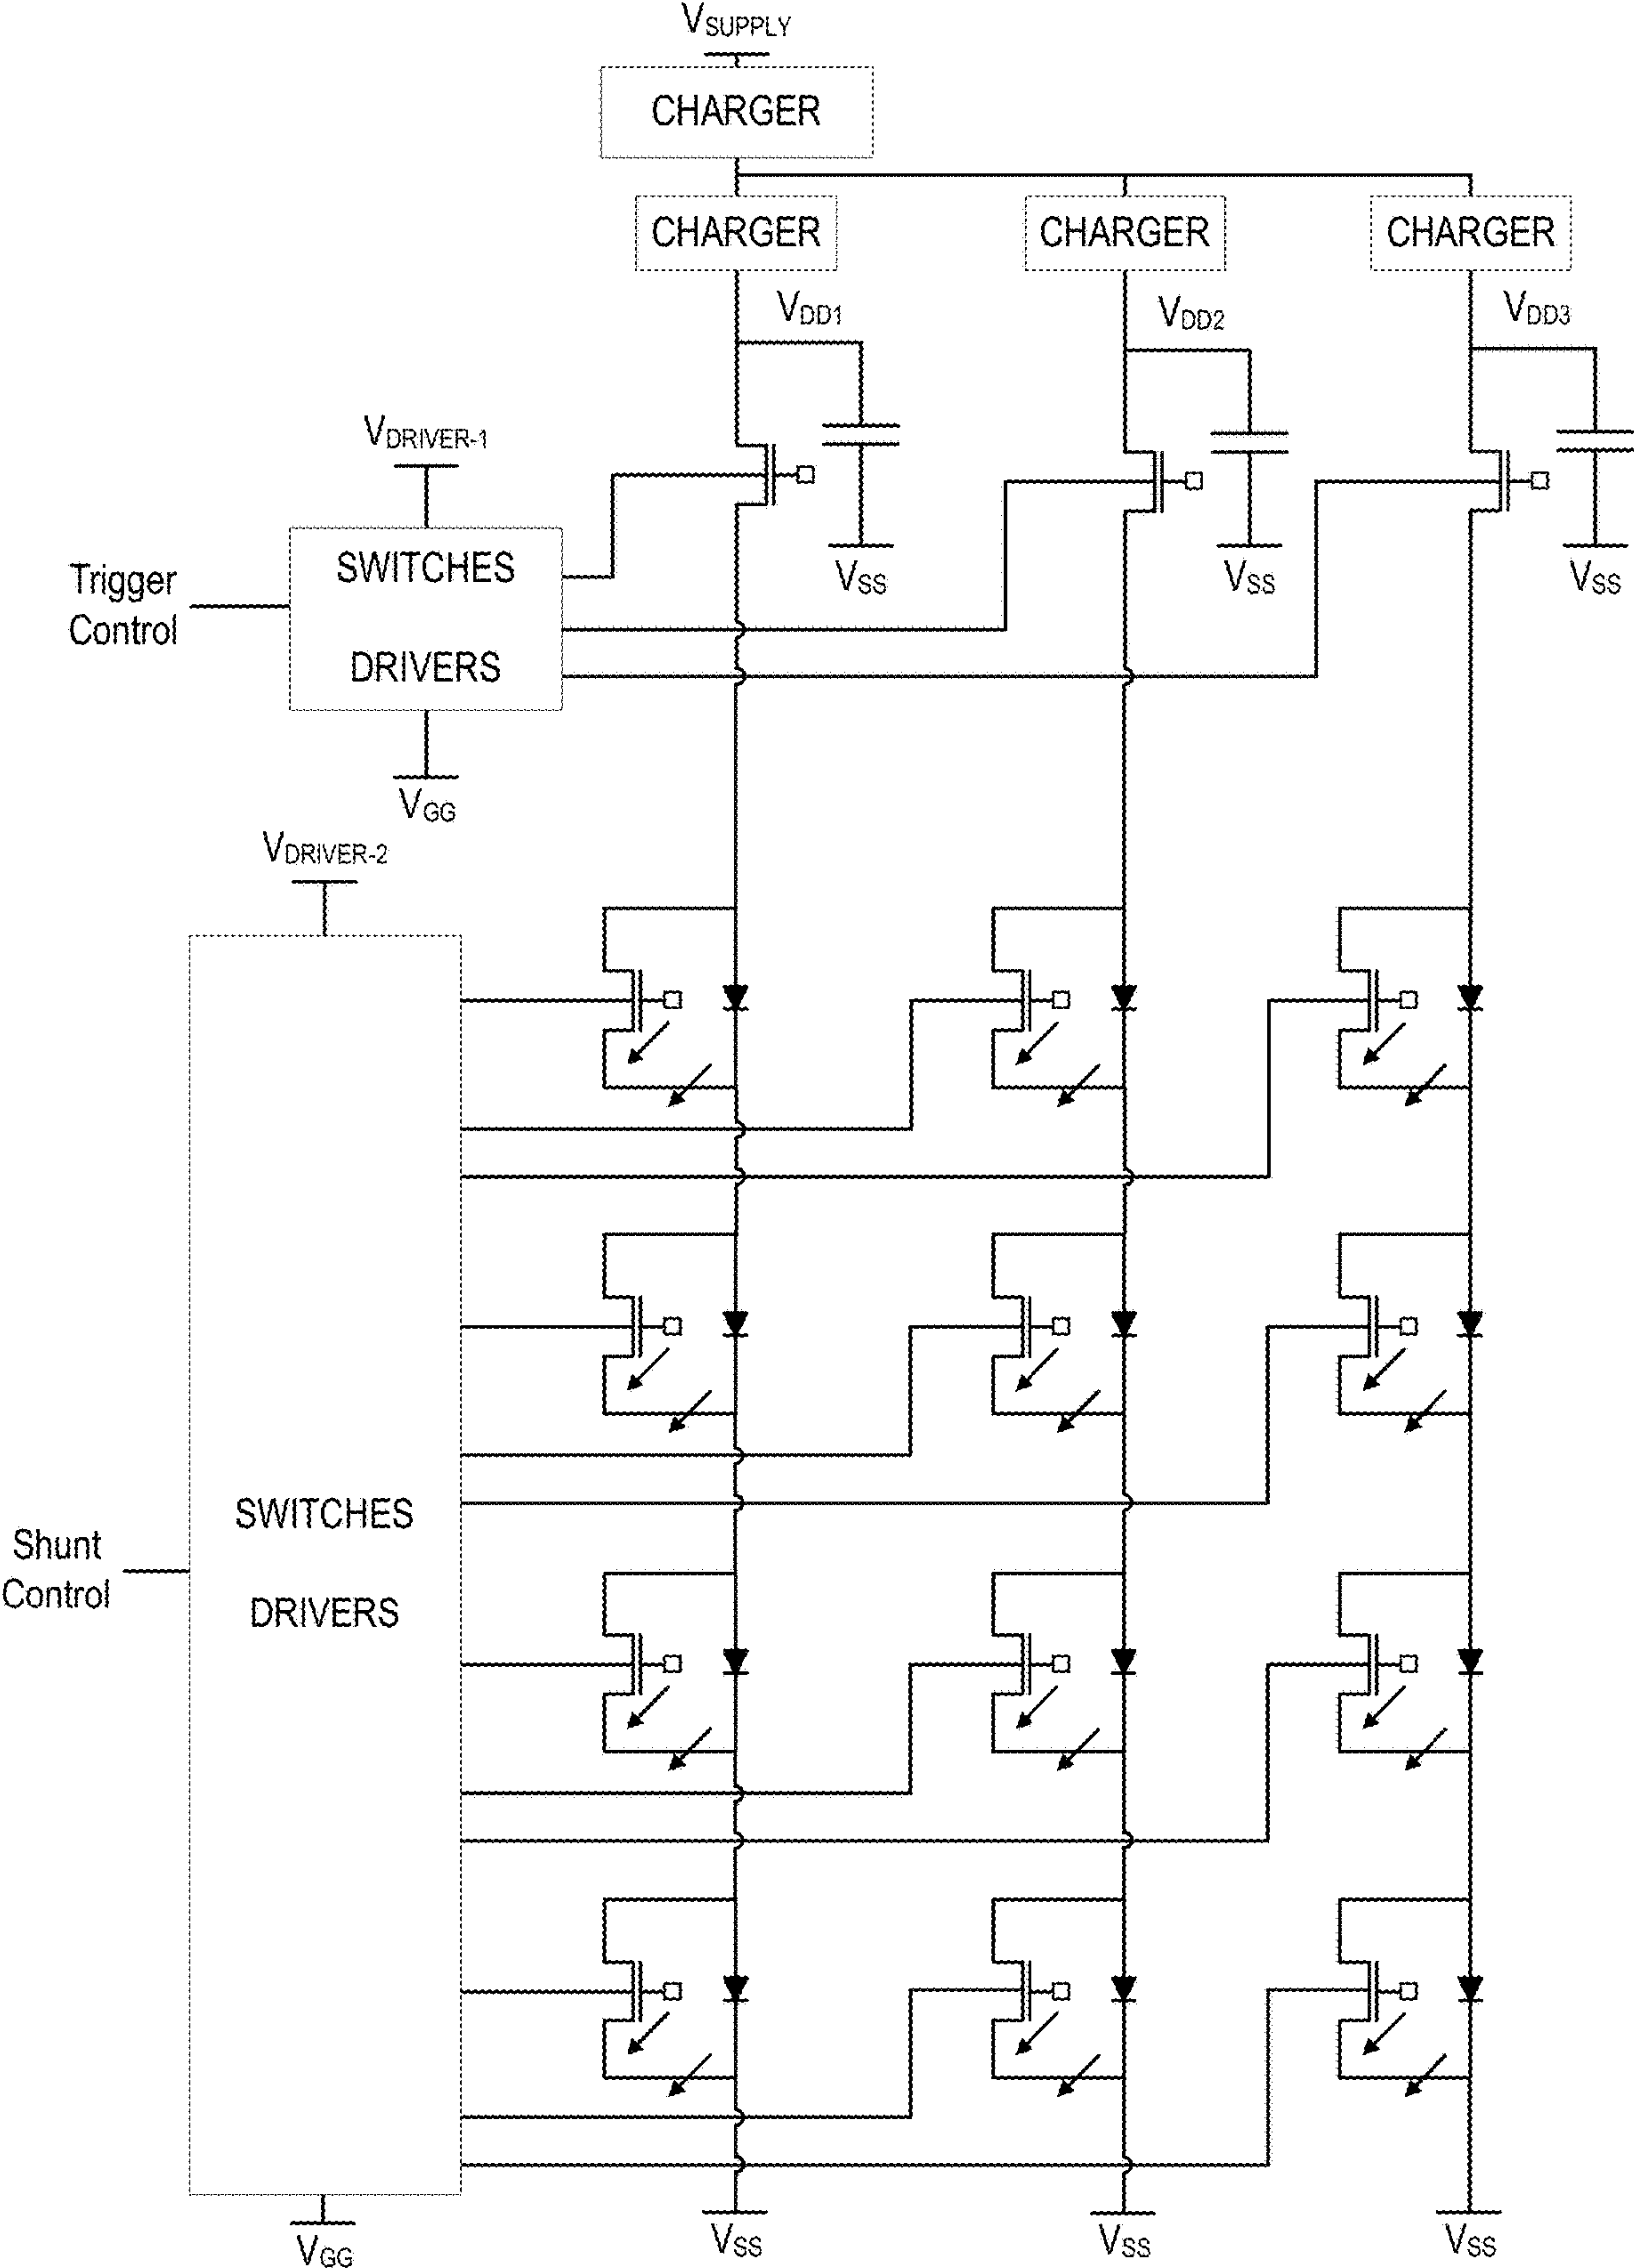 VSUPPLY
CHARGER
CHARGER CHARGER CHARGER
VDD1 VDD2 VDD3
VDRIVER-1
Trigger
Control
SWITCHES
DRIVERS
VSS VSS VSS
VGG
VDRIVER-2
Shunt
Control
SWITCHES
DRIVERS
VGG
VSS VSS VSS